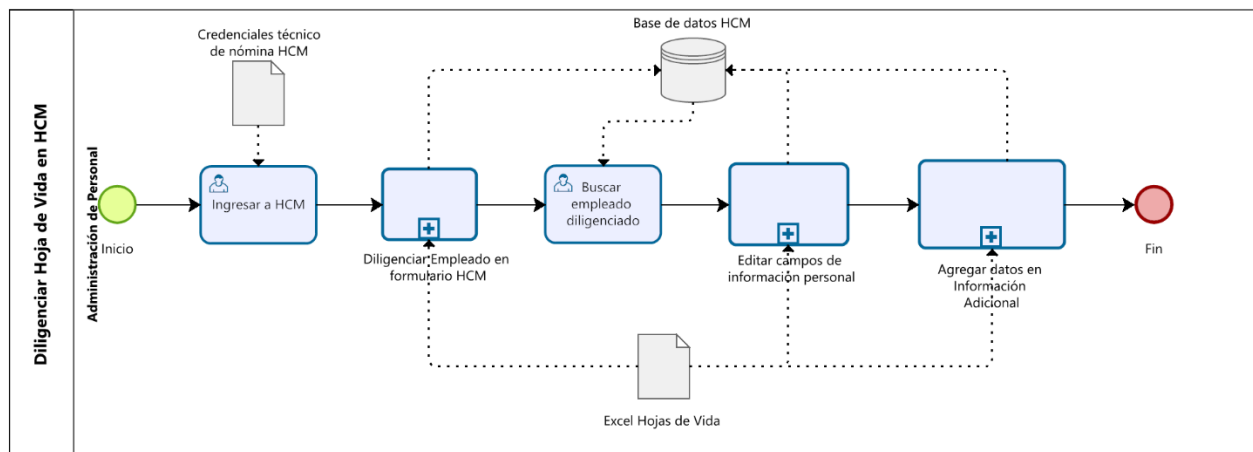 Diligenciar Hoja de Vida en HCM
Administración de Personal
Credenciales técnico
de nómina HCM
Base de datos HCM
Inicio
Ingresar a HCM
Diligenciar Empleado en
formulario HCM
Buscar
empleado
diligenciado
Editar campos de
información personal
Agregar datos en
Información
Adicional
Fin
Excel Hojas de Vida